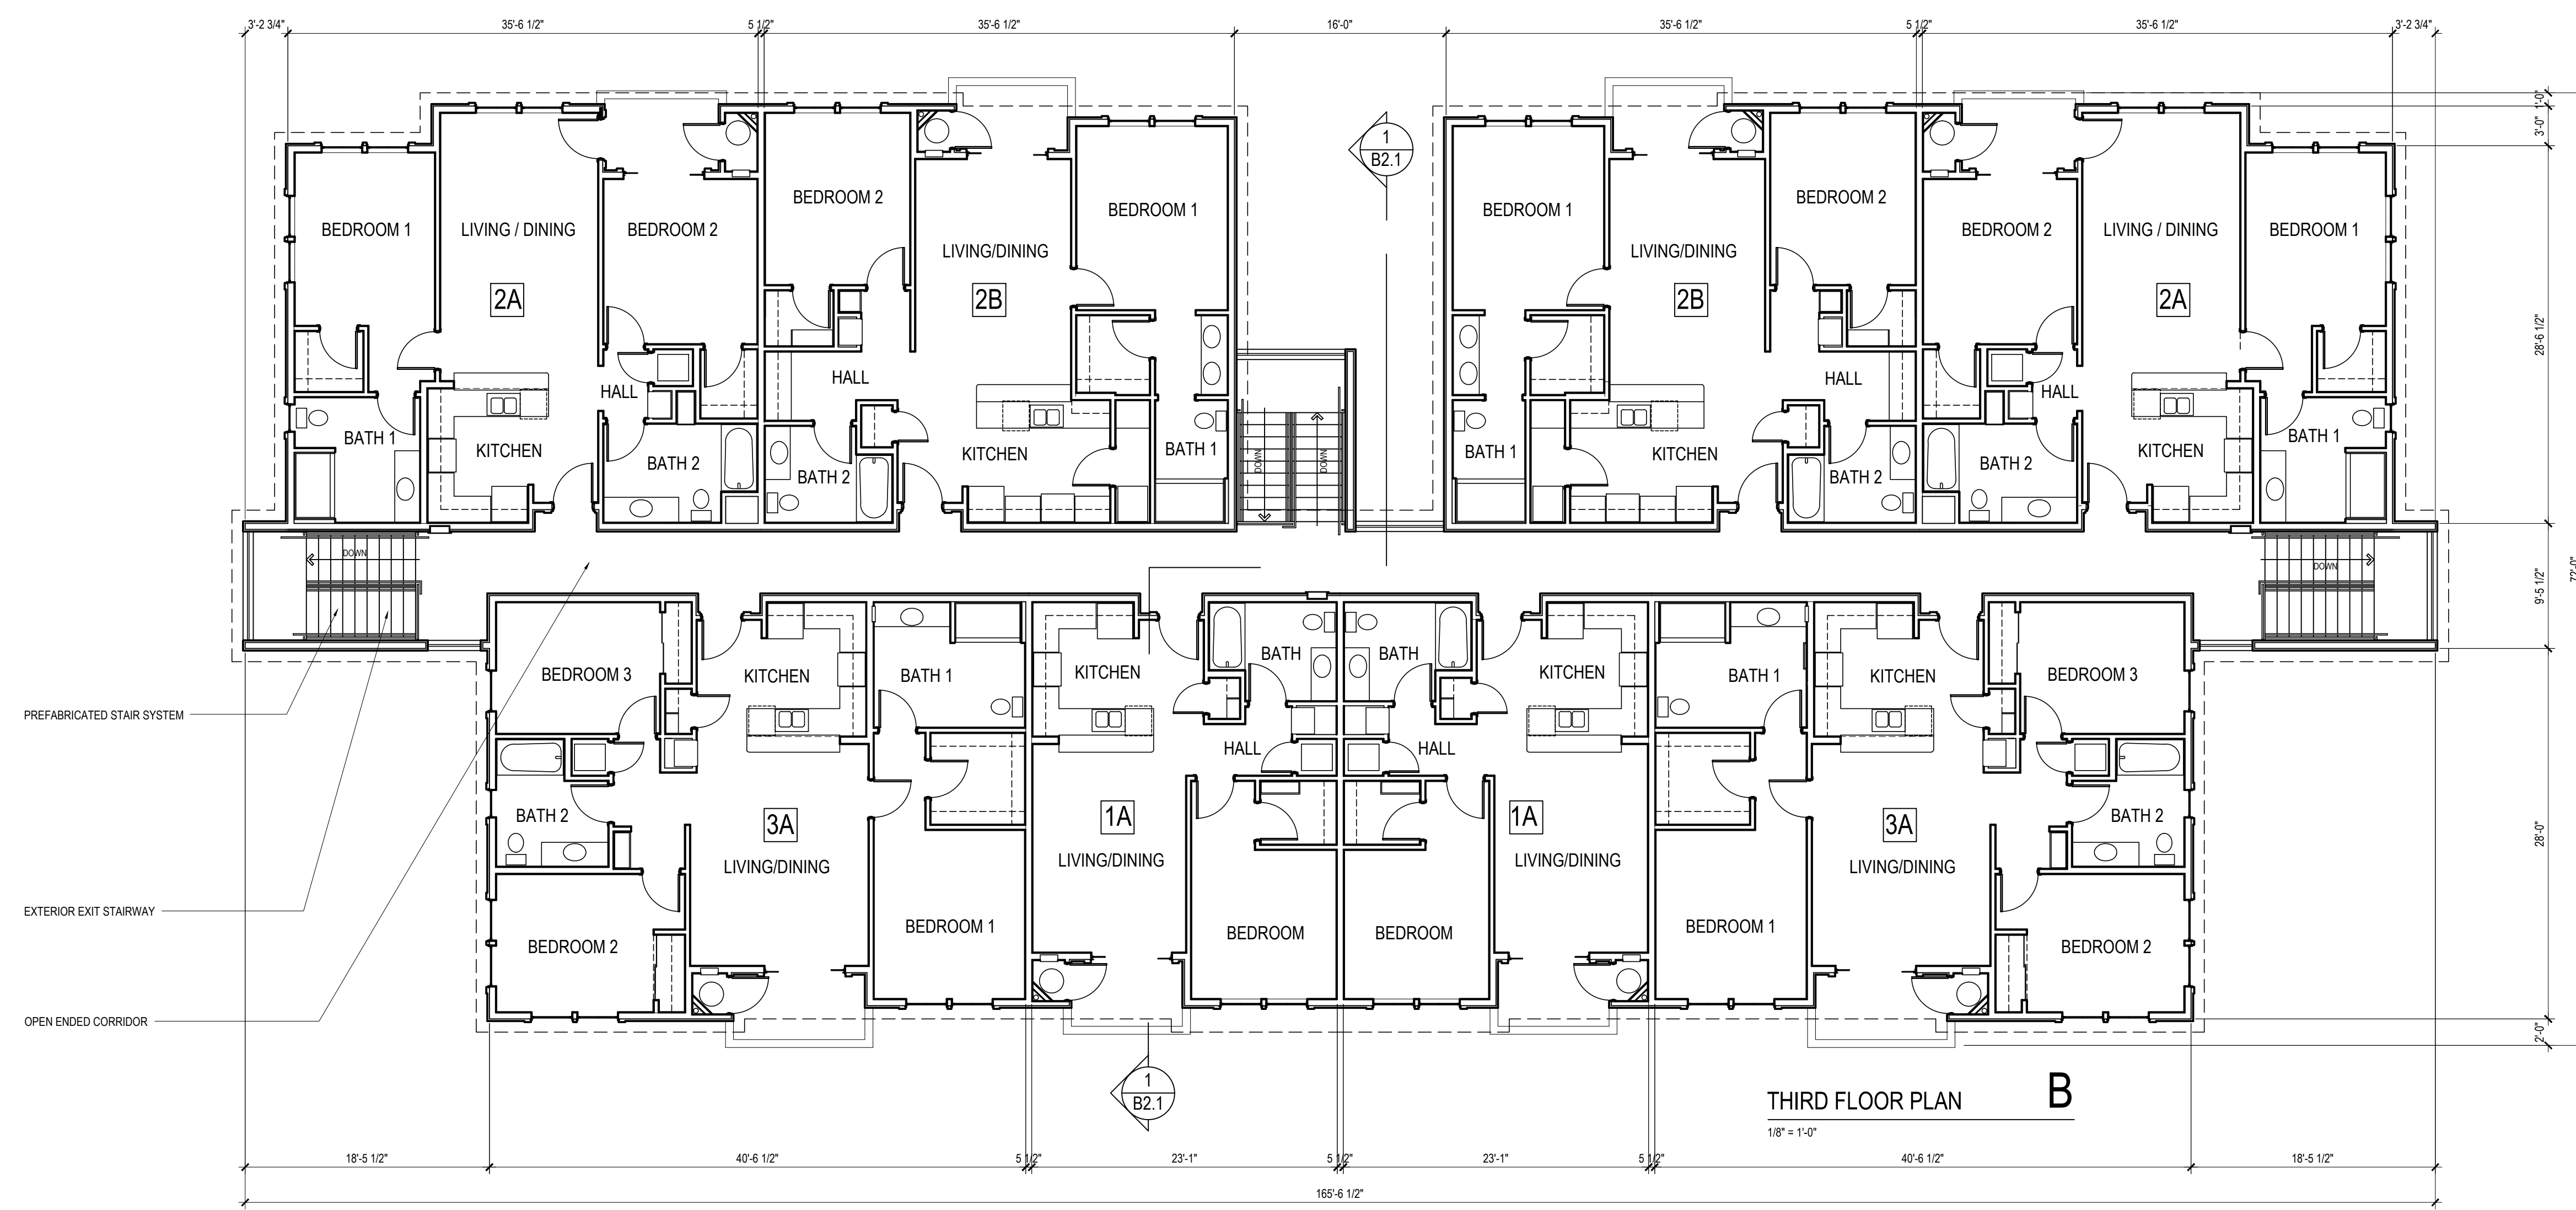 3'-2 3/4" 35'-6 1/2" 5 1/2" 35'-6 1/2" 16'-0" 35'-6 1/2" 5 1/2" 35'-6 1/2" 3'-2 3/4"
1'-0"
3'-0"
28'-6 1/2"
9'-5 1/2"
72'-0"
28'-0"
2'-0"
1
B2.1
BEDROOM 1
LIVING / DINING
BEDROOM 2
2A
HALL
BATH 1
KITCHEN
BATH 2
BEDROOM 2
LIVING/DINING
BEDROOM 1
2B
HALL
KITCHEN
BATH 2
BATH 1
DOWN
DOWN
BEDROOM 1
LIVING/DINING
BEDROOM 2
2B
HALL
BATH 1
KITCHEN
BATH 2
BEDROOM 2
LIVING / DINING
BEDROOM 1
2A
HALL
BATH 2
KITCHEN
BATH 1
DOWN
DOWN
BEDROOM 3
KITCHEN
BATH 1
BATH 2
3A
LIVING/DINING
BEDROOM 2
BEDROOM 1
KITCHEN
BATH
HALL
1A
LIVING/DINING
BEDROOM
BATH
KITCHEN
HALL
1A
LIVING/DINING
BEDROOM
BATH 1
KITCHEN
BEDROOM 3
3A
BATH 2
LIVING/DINING
BEDROOM 1
BEDROOM 2
PREFABRICATED STAIR SYSTEM
EXTERIOR EXIT STAIRWAY
OPEN ENDED CORRIDOR
1
B2.1
THIRD FLOOR PLAN B
1/8" = 1'-0"
18'-5 1/2" 40'-6 1/2" 5 1/2" 23'-1" 5 1/2" 23'-1" 5 1/2" 40'-6 1/2" 18'-5 1/2"
165'-6 1/2"